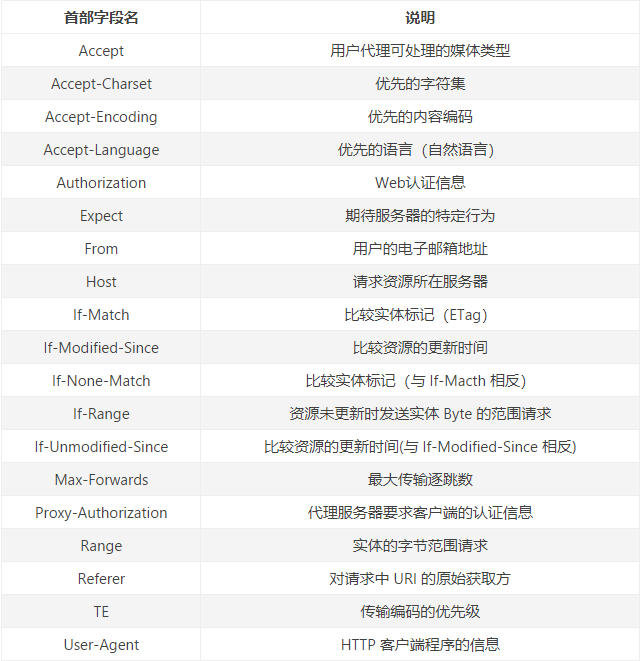 首部字段名 说明
Accept 用户代理可处理的媒体类型
Accept-Charset 优先的字符集
Accept-Encoding 优先的内容编码
Accept-Language 优先的语言（自然语言）
Authorization Web认证信息
Expect 期待服务器的特定行为
From 用户的电子邮箱地址
Host 请求资源所在服务器
If-Match 比较实体标记（ETag）
If-Modified-Since 比较资源的更新时间
If-None-Match 比较实体标记（与 If-Macth 相反）
If-Range 资源未更新时发送实体 Byte 的范围请求
If-Unmodified-Since 比较资源的更新时间(与 If-Modified-Since 相反)
Max-Forwards 最大传输逐跳数
Proxy-Authorization 代理服务器要求客户端的认证信息
Range 实体的字节范围请求
Referer 对请求中 URI 的原始获取方
TE 传输编码的优先级
User-Agent HTTP 客户端程序的信息